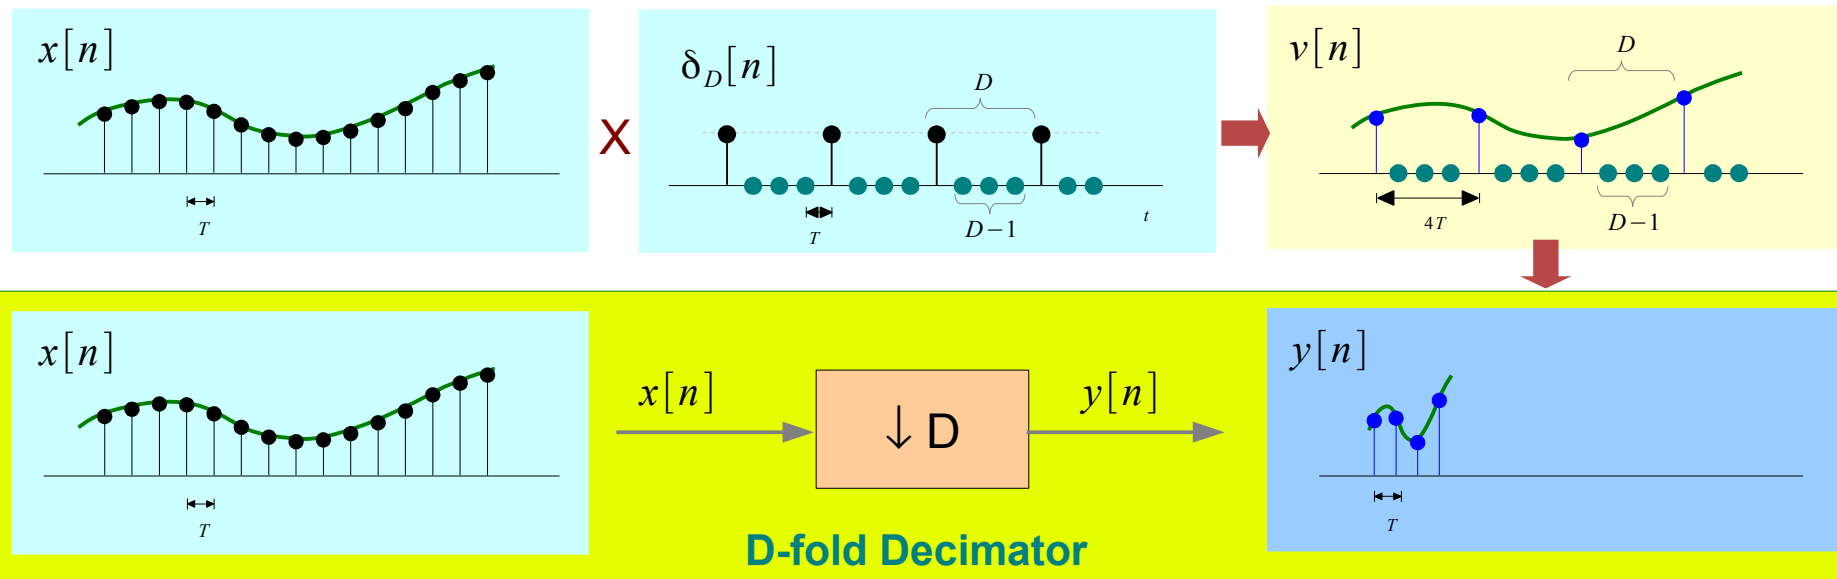 x[n]
T
X
δ_D[n]
D
T
D−1
t
v[n]
D
4T
D−1
x[n]
T
x[n]
↓ D
y[n]
D-fold Decimator
y[n]
T